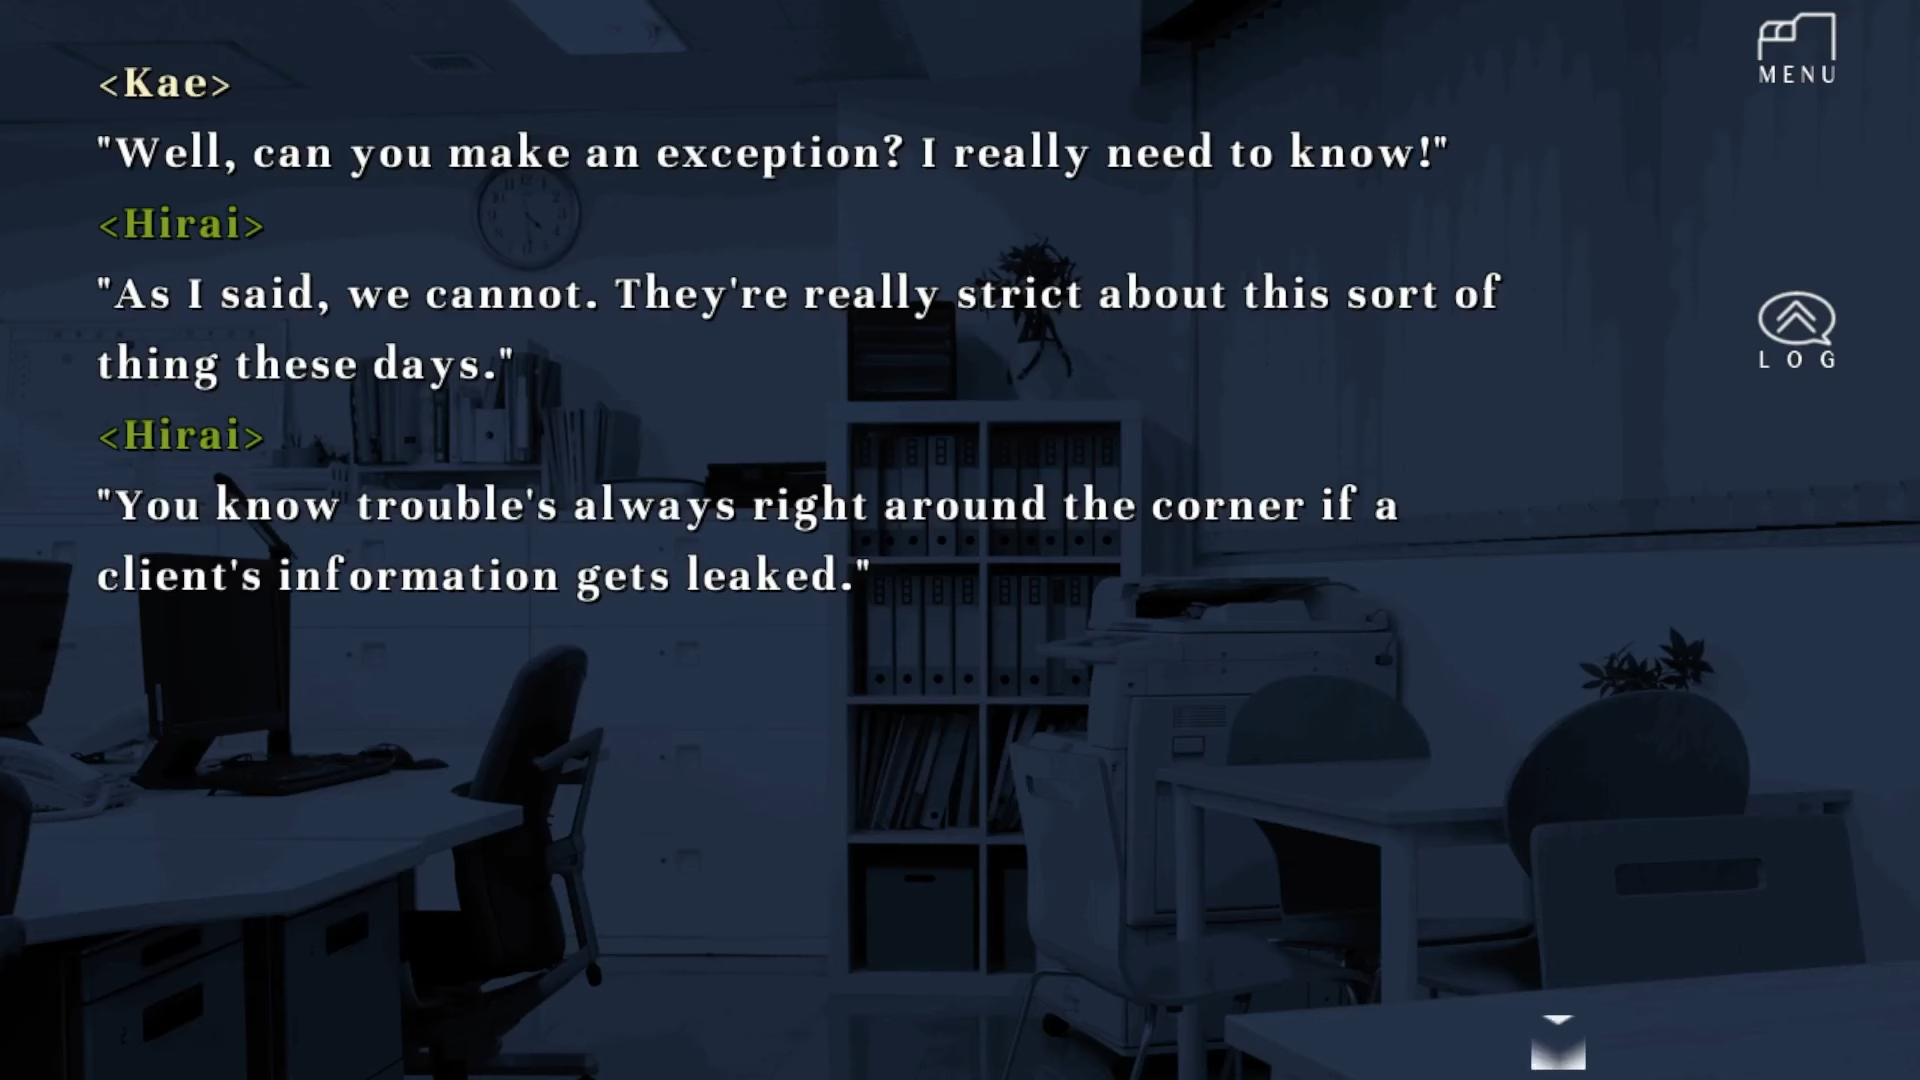 <Kae>
"Well, can you make an exception? I really need to know!"
<Hirai>
"As I said, we cannot. They're really strict about this sort of
thing these days."
<Hirai>
"You know trouble's always right around the corner if a
client's information gets leaked."
MENU
LOG